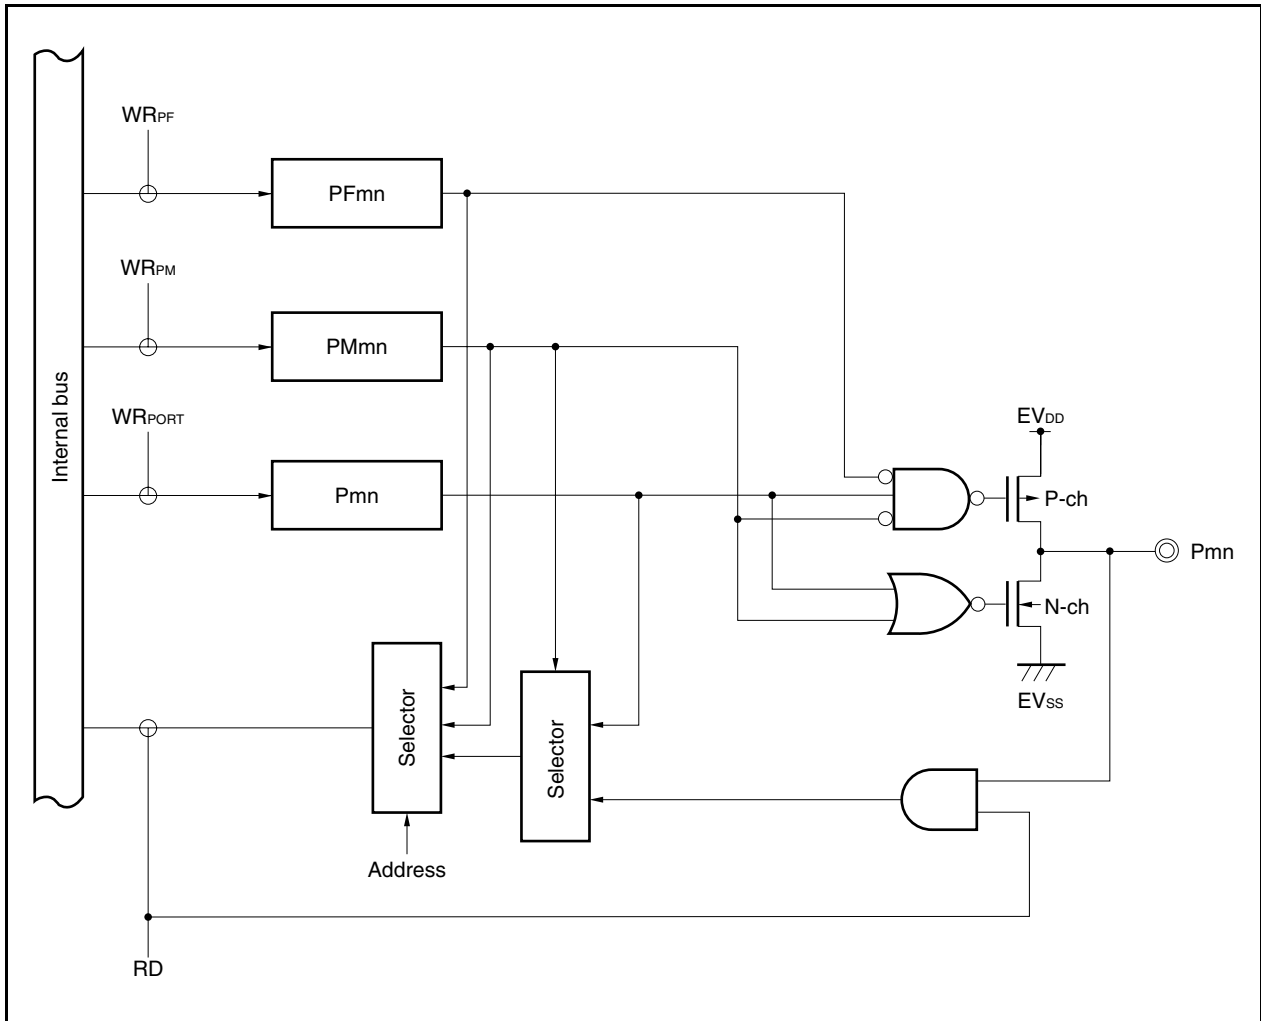 WRPF
PFmn
WRPM
PMmn
Internal bus
WRPORT
Pmn
EVDD
P-ch
Pmn
N-ch
EVSS
Selector
Selector
Address
RD